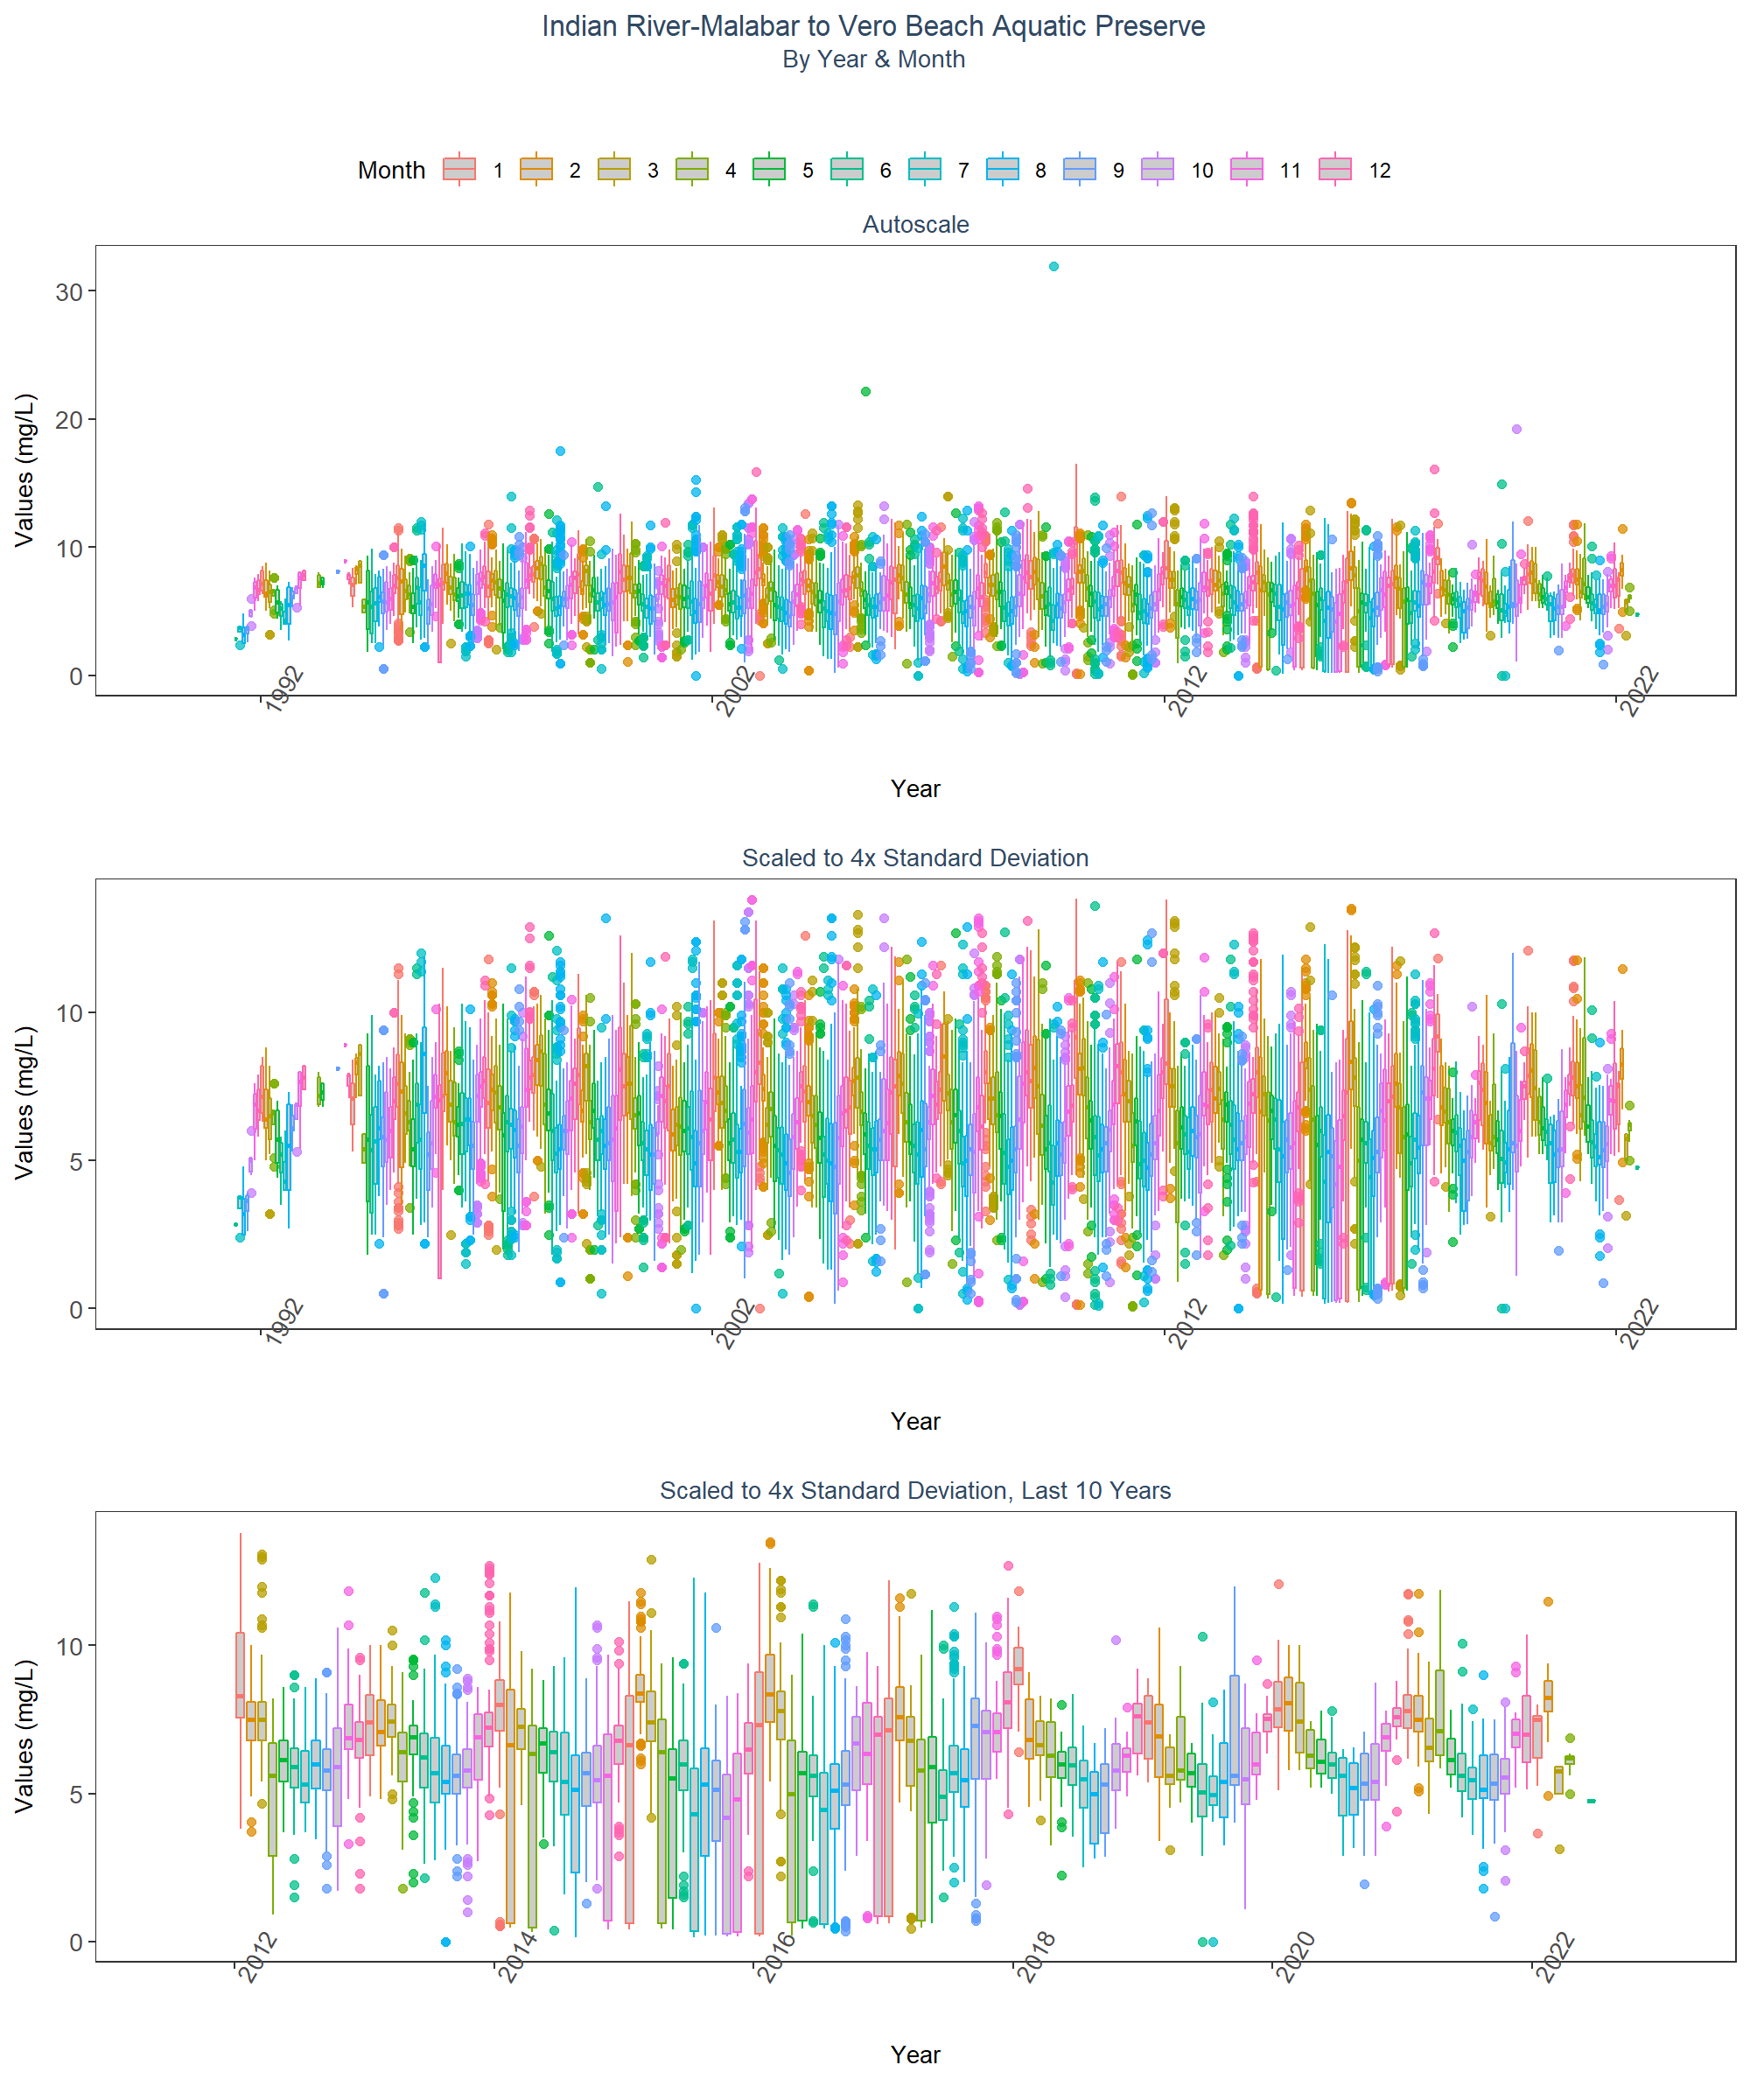 Indian River-Malabar to Vero Beach Aquatic Preserve
By Year & Month
Month 1 2 3 4 5 6 7 8 9 10 11 12
Autoscale
Values (mg/L)
30
20
10
0
1992 2002 2012 2022
Year
Scaled to 4x Standard Deviation
Values (mg/L)
10
5
0
1992 2002 2012 2022
Year
Scaled to 4x Standard Deviation, Last 10 Years
Values (mg/L)
10
5
0
2012 2014 2016 2018 2020 2022
Year